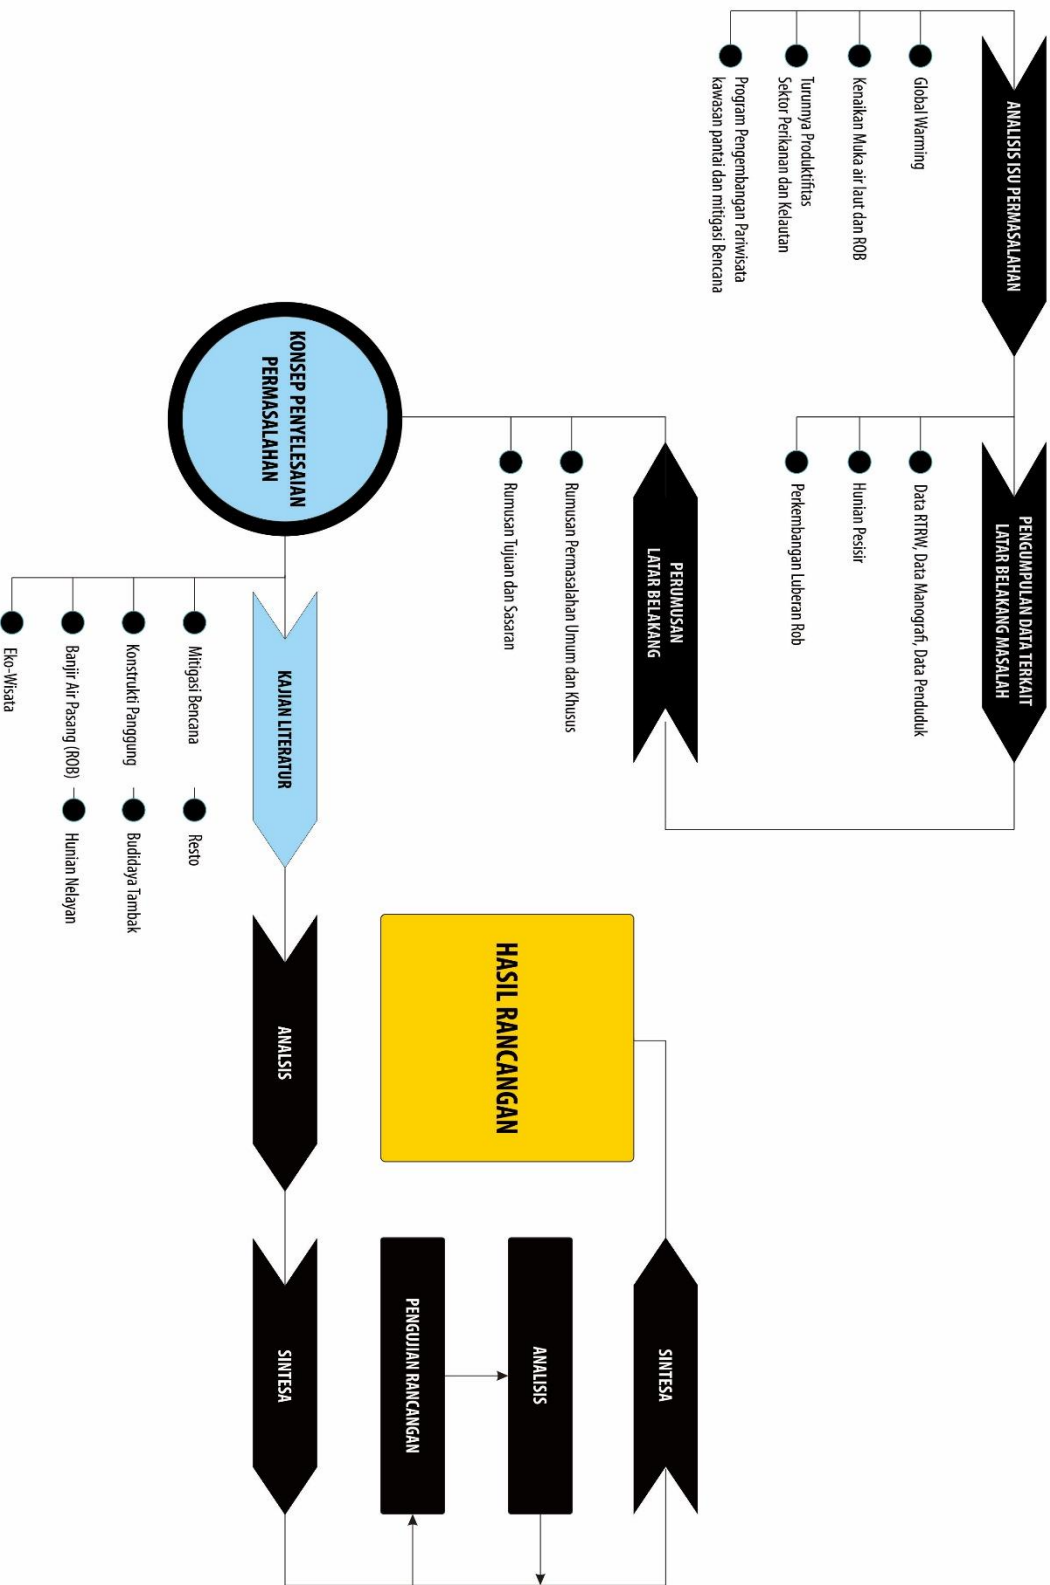 ANALISIS ISU PERMASALAHAN
Global Warming
Kenaikan Muka air laut dan ROB
Turunnya Produktifitas
Sektor Perikanan dan Kelautan
Program Pengembangan Pariwisata
kawasan pantai dan mitigasi Bencana
PENGUMPULAN DATA TERKAIT
LATAR BELAKANG MASALAH
Data RTRW, Data Manografi, Data Penduduk
Hunian Pesisir
Perkembangan Luberan Rob
PERUMUSAN
LATAR BELAKANG
Rumusan Permasalahan Umum dan Khusus
Rumusan Tujuan dan Sasaran
KONSEP PENYELESAIAN
PERMASALAHAN
KAJIAN LITERATUR
Mitigasi Bencana
Resto
Konstrukti Panggung
Budidaya Tambak
Banjir Air Pasang (ROB)
Hunian Nelayan
Eko-Wisata
ANALSIS
SINTESA
PENGUJIAN RANCANGAN
ANALISIS
SINTESA
HASIL RANCANGAN